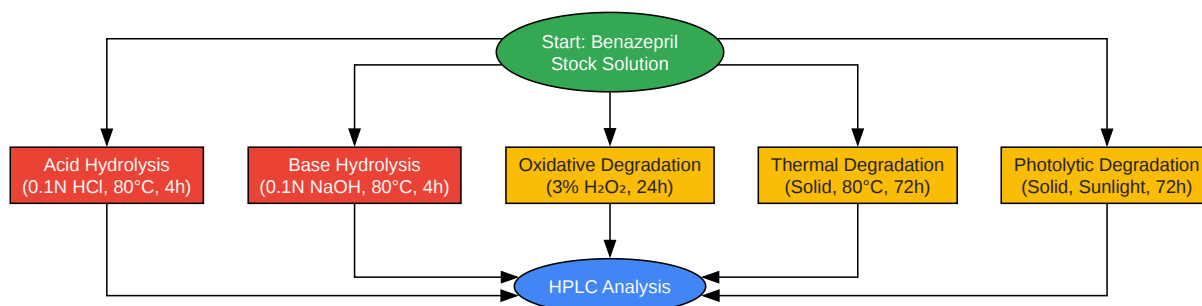 Start: Benazepril
Stock Solution
Acid Hydrolysis
(0.1N HCl, 80°C, 4h)
Base Hydrolysis
(0.1N NaOH, 80°C, 4h)
Oxidative Degradation
(3% H₂O₂, 24h)
Thermal Degradation
(Solid, 80°C, 72h)
Photolytic Degradation
(Solid, Sunlight, 72h)
HPLC Analysis